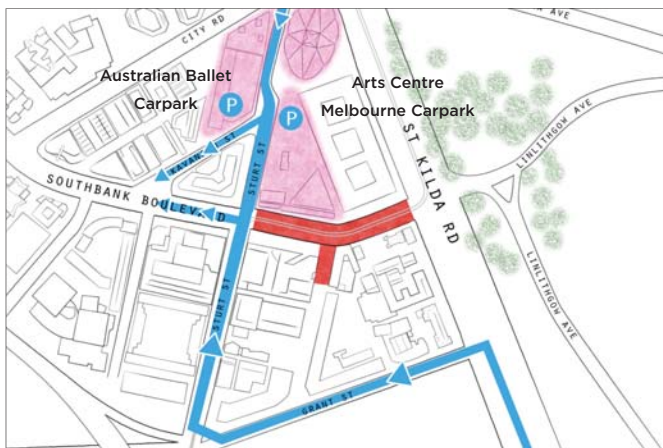 CITY RD
Australian Ballet
Carpark
P
Arts Centre
Melbourne Carpark
P
LINLITHGOW AVE
KAVANAGH ST
STURT ST
ST KILDA RD
SOUTHBANK BOULEVARD
STURT ST
LINLITHGOW AVE
GRANT ST